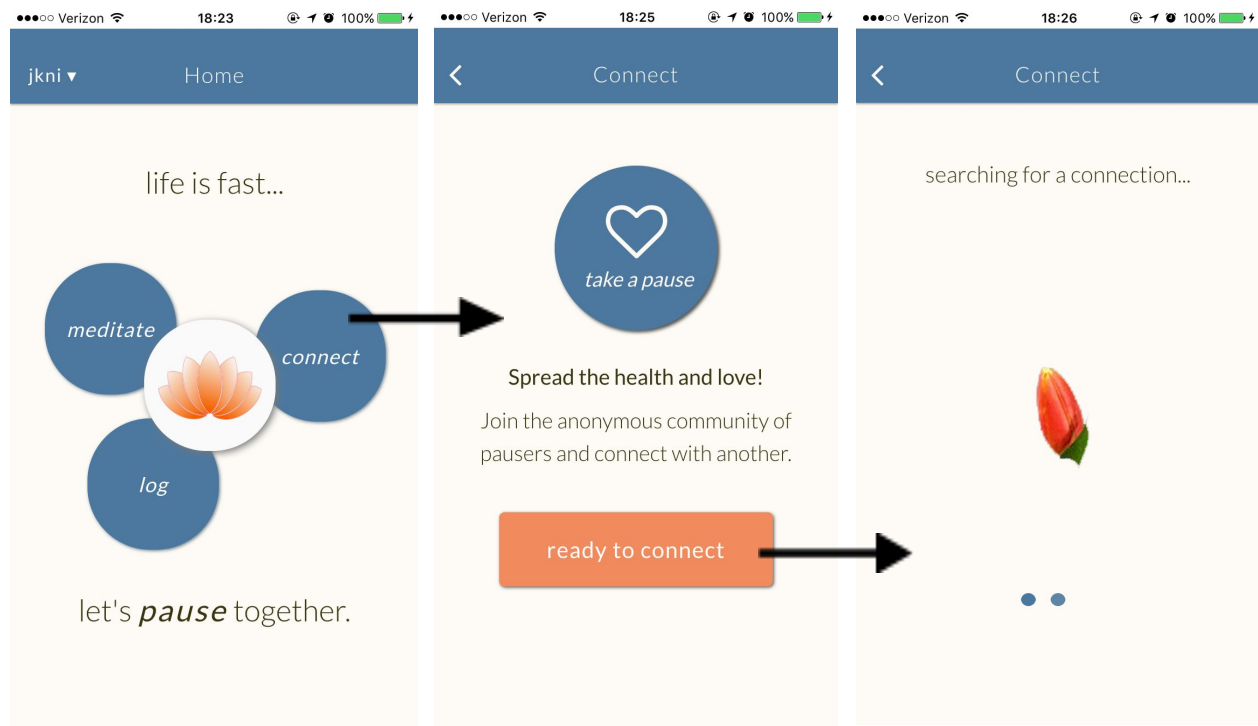 Verizon 18:23 100%
jkni ▾ Home
life is fast...
meditate
connect
log
let's pause together.
Verizon 18:25 100%
Connect
take a pause
Spread the health and love!
Join the anonymous community of
pausers and connect with another.
ready to connect
Verizon 18:26 100%
Connect
searching for a connection...